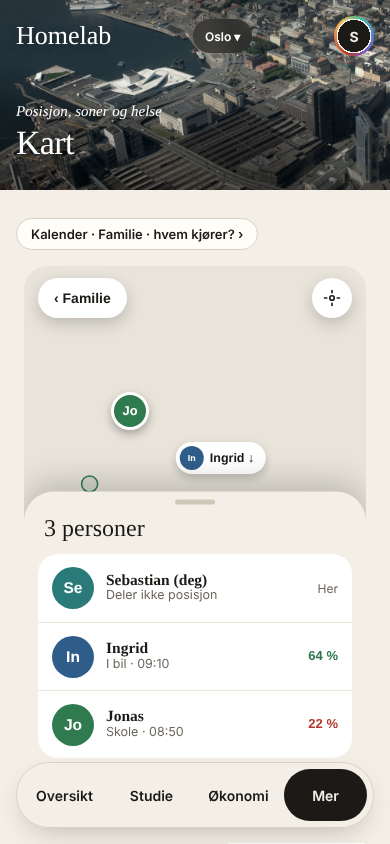 Homelab
Oslo ▾
S
Posisjon, soner og helse
Kart
Kalender · Familie · hvem kjører? ›
‹ Familie
Jo
In
Ingrid ↓
3 personer
Se
Sebastian (deg)
Deler ikke posisjon
Her
In
Ingrid
I bil · 09:10
64 %
Jo
Jonas
Skole · 08:50
22 %
Oversikt
Studie
Økonomi
Mer